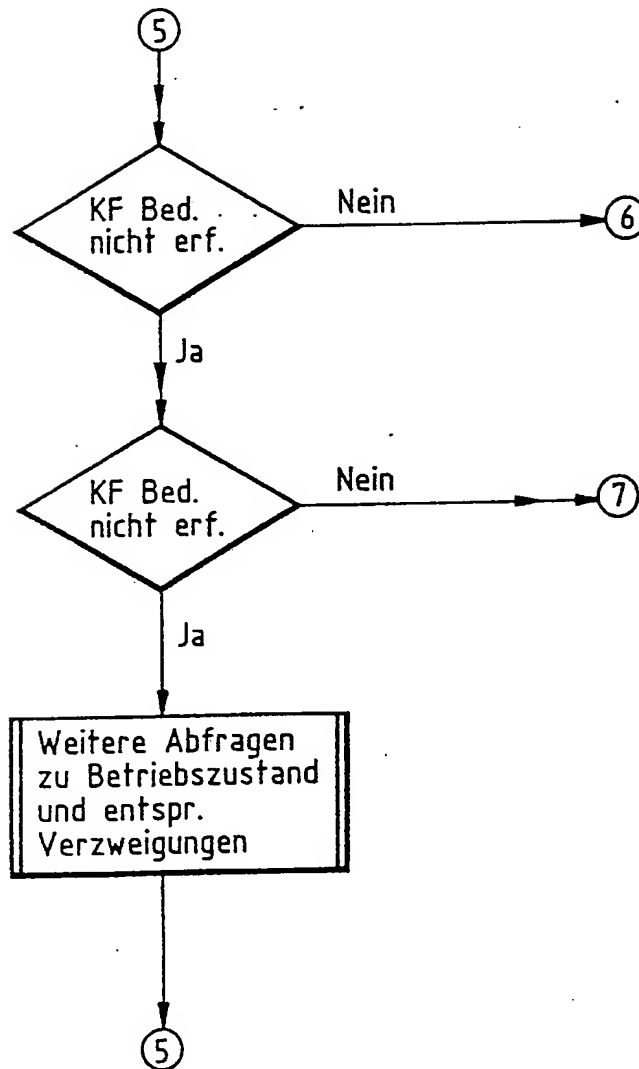 5
KF Bed.
nicht erf.
Nein
6
Ja
KF Bed.
nicht erf.
Nein
7
Ja
Weitere Abfragen
zu Betriebszustand
und entspr.
Verzweigungen
5